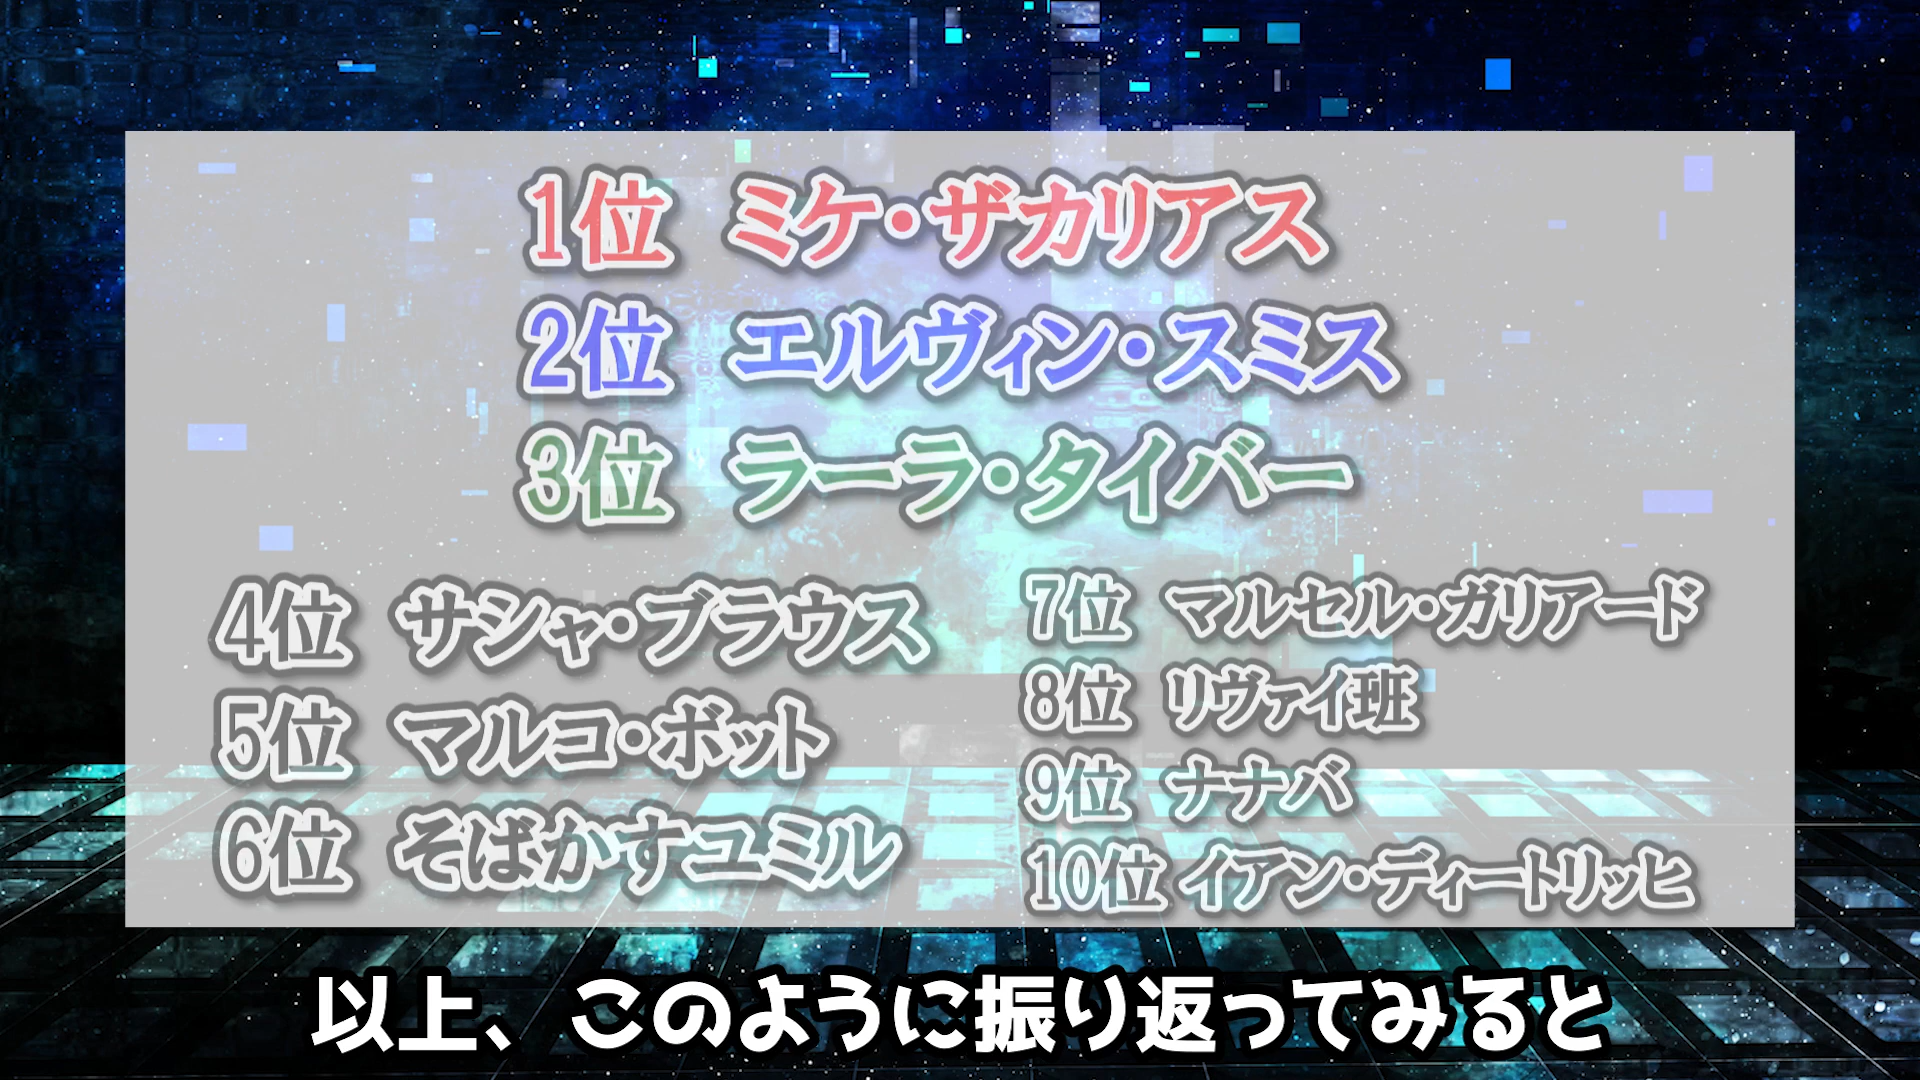 1位 ミケ・ザカリアス
2位 エルヴィン・スミス
3位 ラーラ・タイバー
4位 サシャ・ブラウス
5位 マルコ・ボット
6位 そばかすユミル
7位 マルセル・ガリアード
8位 リヴァイ班
9位 ナナバ
10位 イアン・ディートリッヒ
以上、このように振り返ってみると